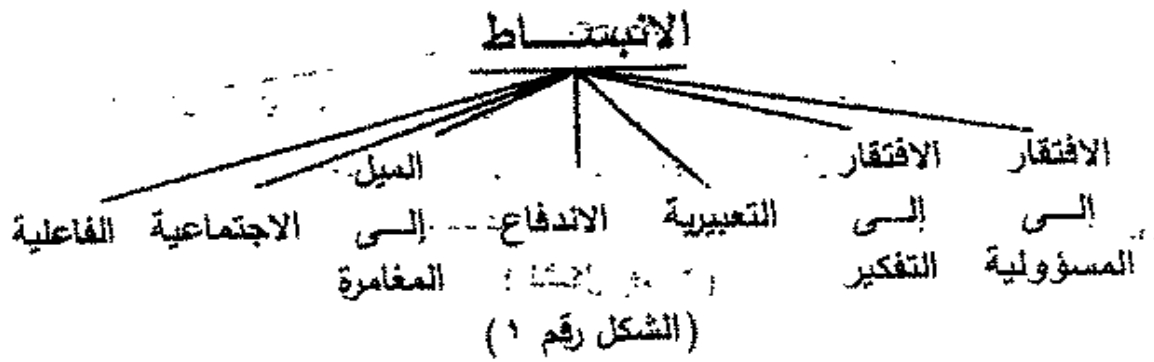 الانبساط
الافتقار إلى المسؤولية
الافتقار إلى التفكير
التعبيرية
الاندفاع
الميل إلى المغامرة
الاجتماعية
الفاعلية
(الشكل رقم ١)